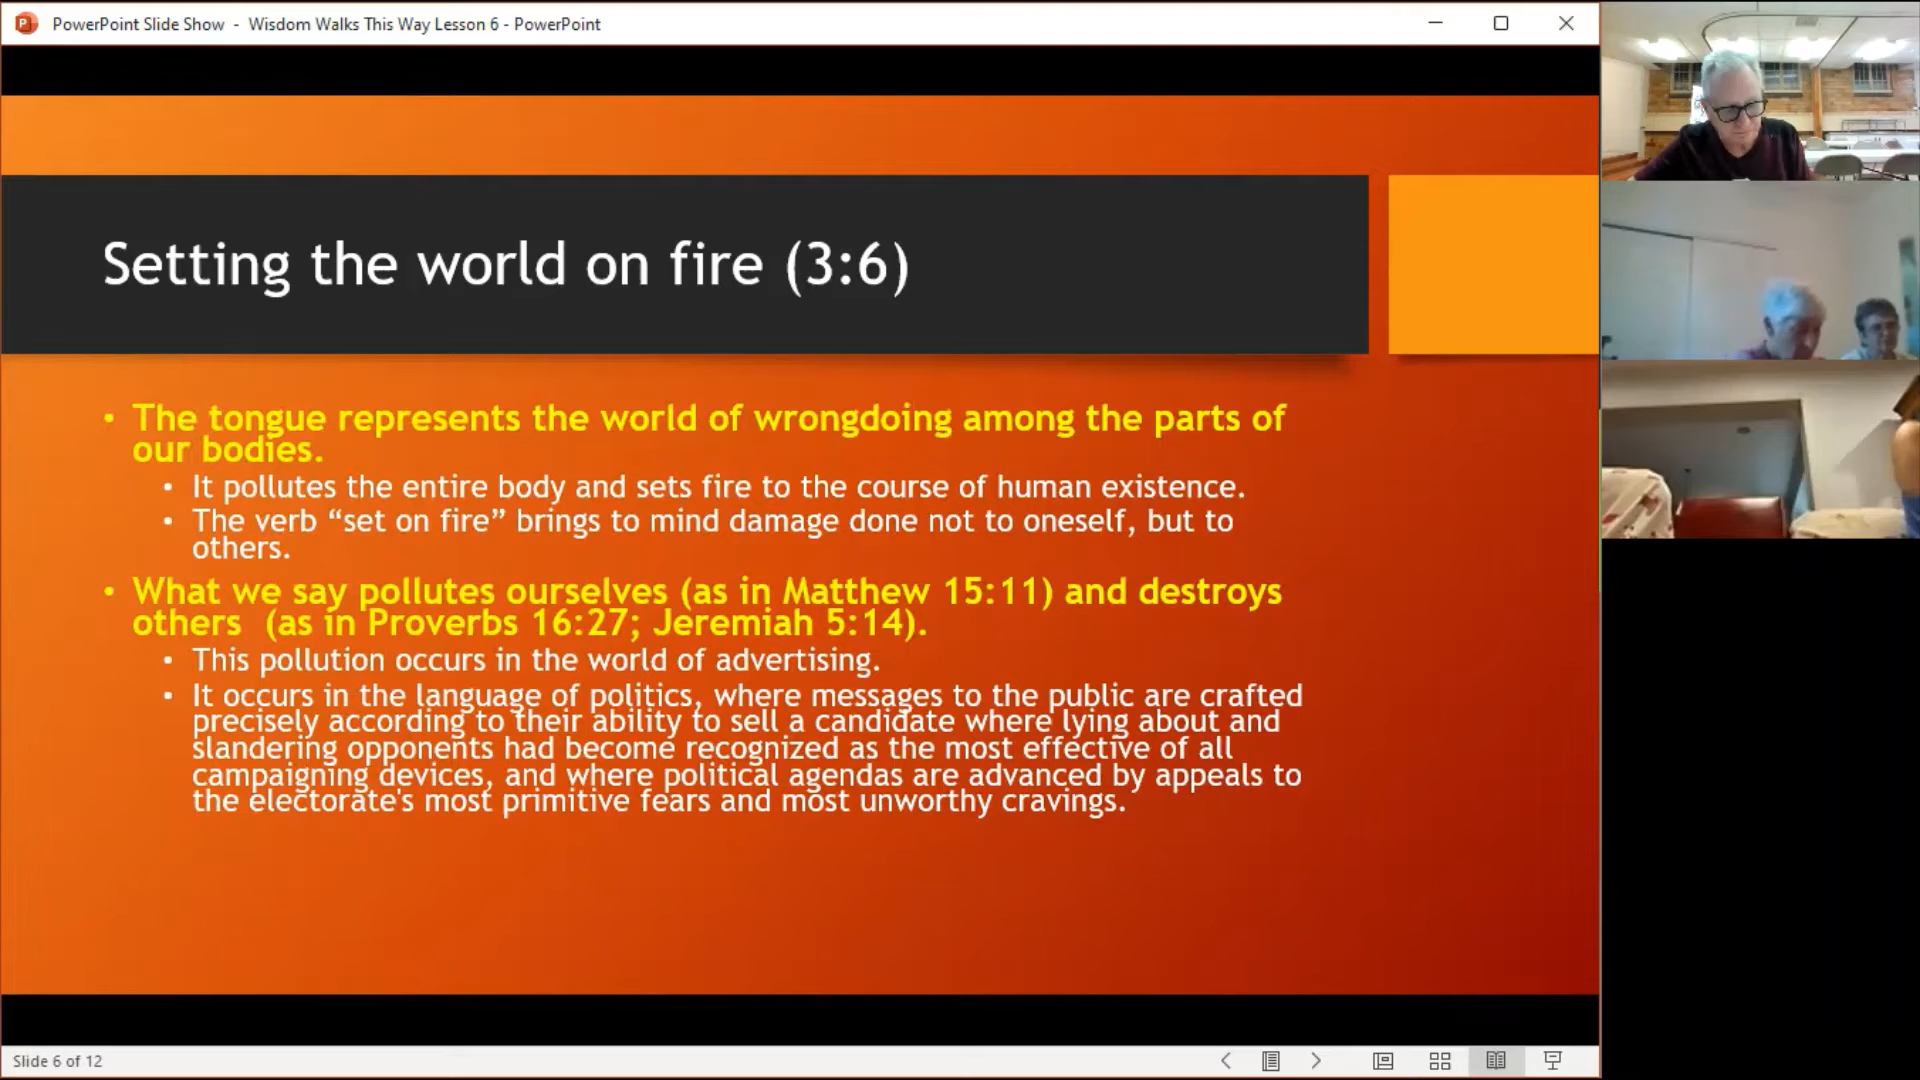 PowerPoint Slide Show - Wisdom Walks This Way Lesson 6 - PowerPoint
Setting the world on fire (3:6)
• The tongue represents the world of wrongdoing among the parts of
our bodies.
• It pollutes the entire body and sets fire to the course of human existence.
• The verb “set on fire” brings to mind damage done not to oneself, but to
others.
• What we say pollutes ourselves (as in Matthew 15:11) and destroys
others (as in Proverbs 16:27; Jeremiah 5:14).
• This pollution occurs in the world of advertising.
• It occurs in the language of politics, where messages to the public are crafted
precisely according to their ability to sell a candidate where lying about and
slandering opponents had become recognized as the most effective of all
campaigning devices, and where political agendas are advanced by appeals to
the electorate's most primitive fears and most unworthy cravings.
Slide 6 of 12